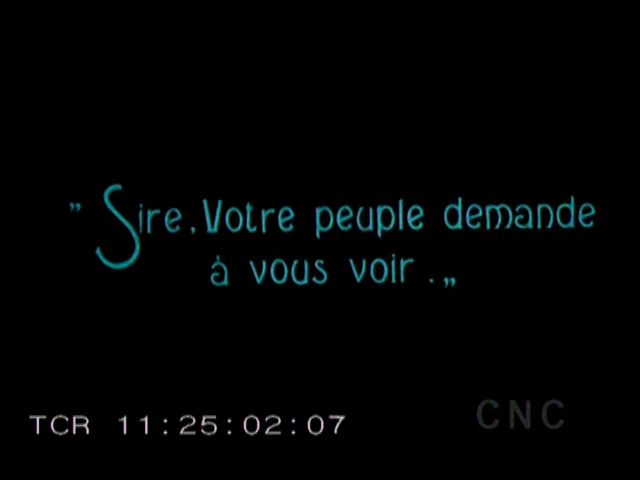 " Sire, Votre peuple demande
à vous voir . „
TCR 11:25:02:07
CNC